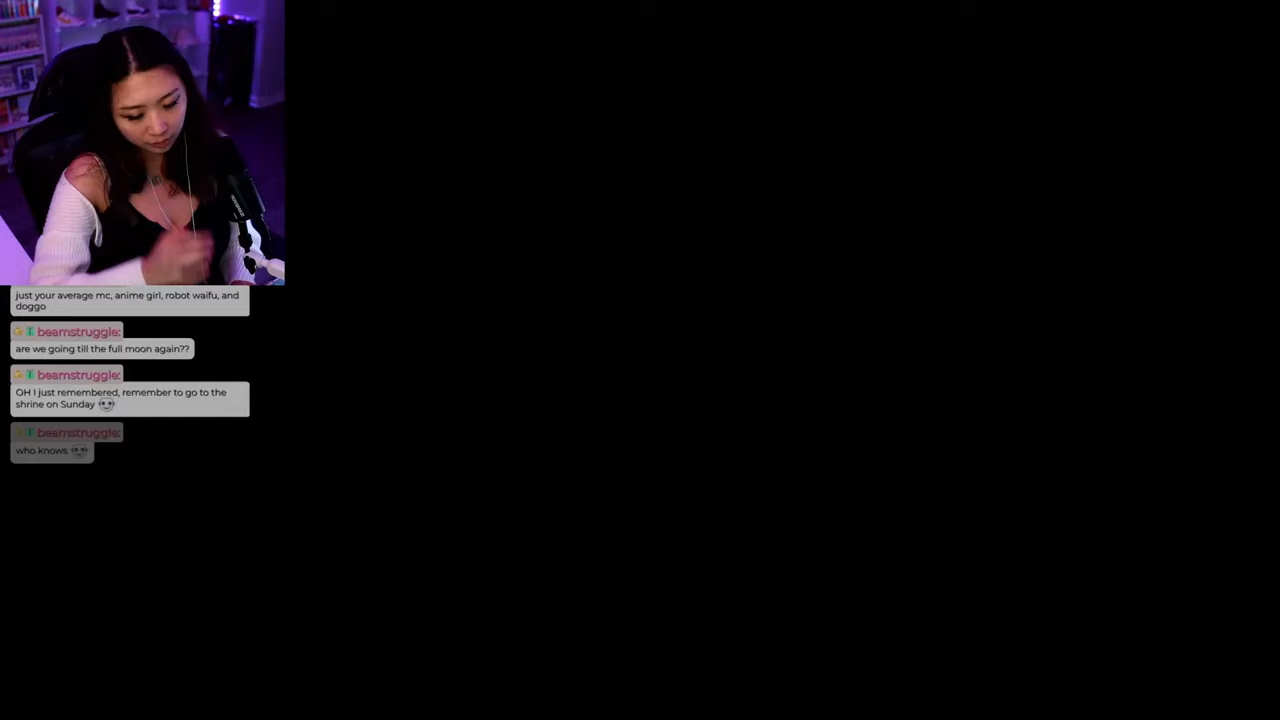 just your average mc, anime girl, robot waifu, and
doggo
beamstruggle:
are we going till the full moon again??
beamstruggle:
OH I just remembered, remember to go to the
shrine on Sunday
beamstruggle:
who knows